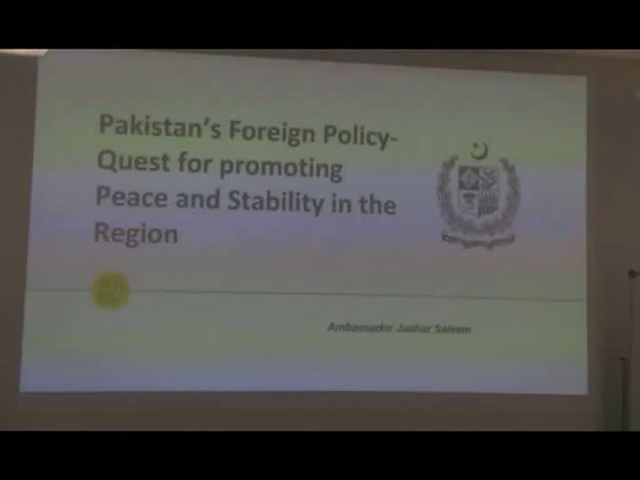 Pakistan's Foreign Policy-
Quest for promoting
Peace and Stability in the
Region
Ambassador Jauhar Saleem